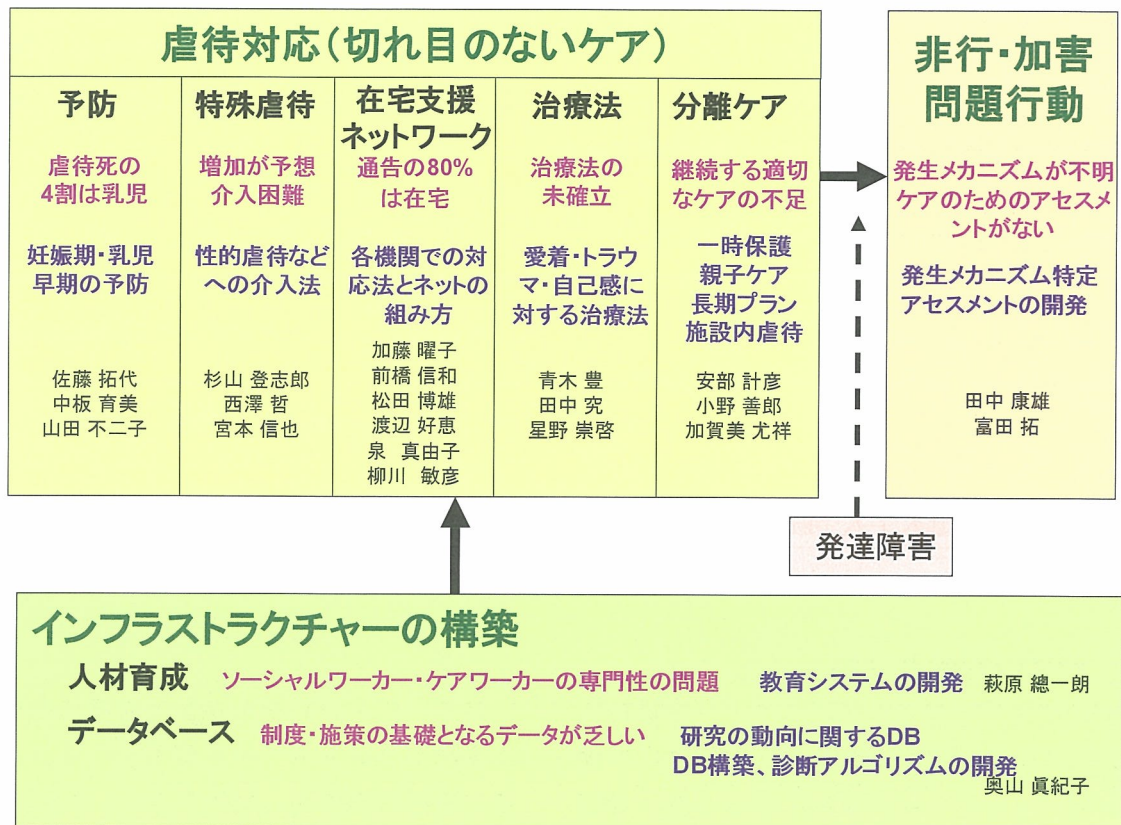 虐待対応(切れ目のないケア)
予防
虐待死の
4割は乳児
妊娠期・乳児
早期の予防
佐藤 拓代
中板 育美
山田 不二子
特殊虐待
増加が予想
介入困難
性的虐待など
への介入法
杉山 登志郎
西澤 哲
宮本 信也
在宅支援
ネットワーク
通告の80%
は在宅
各機関での対
応法とネットの
組み方
加藤 曜子
前橋 信和
松田 博雄
渡辺 好恵
泉 真由子
柳川 敏彦
治療法
治療法の
未確立
愛着・トラウ
マ・自己感に
対する治療法
青木 豊
田中 究
星野 崇啓
分離ケア
継続する適切
なケアの不足
一時保護
親子ケア
長期プラン
施設内虐待
安部 計彦
小野 善郎
加賀美 尤祥
非行・加害
問題行動
発生メカニズムが不明
ケアのためのアセスメ
ントがない
発生メカニズム特定
アセスメントの開発
田中 康雄
富田 拓
発達障害
インフラストラクチャーの構築
人材育成 ソーシャルワーカー・ケアワーカーの専門性の問題 教育システムの開発 萩原 總一朗
データベース 制度・施策の基礎となるデータが乏しい 研究の動向に関するDB
DB構築、診断アルゴリズムの開発
奥山 眞紀子